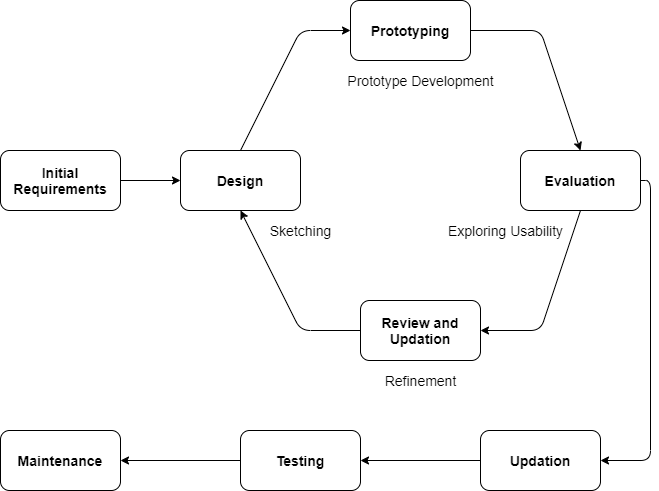 Prototyping
Prototype Development
Initial
Requirements
Design
Evaluation
Sketching
Exploring Usability
Review and
Updation
Refinement
Maintenance
Testing
Updation